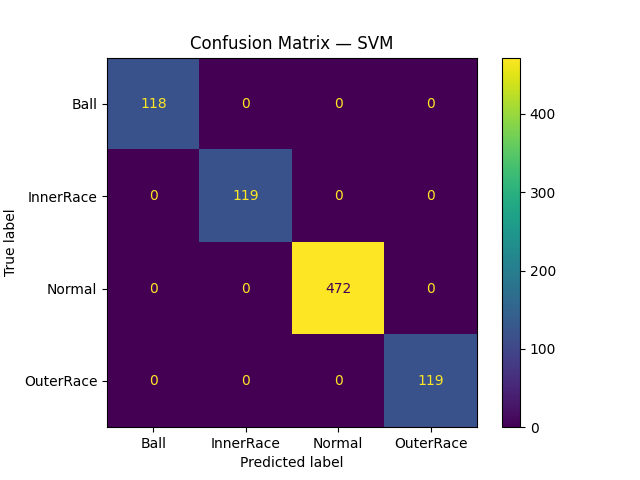 Confusion Matrix — SVM
True label
Ball 118 0 0 0
InnerRace 0 119 0 0
Normal 0 0 472 0
OuterRace 0 0 0 119
Ball InnerRace Normal OuterRace
Predicted label
400
300
200
100
0